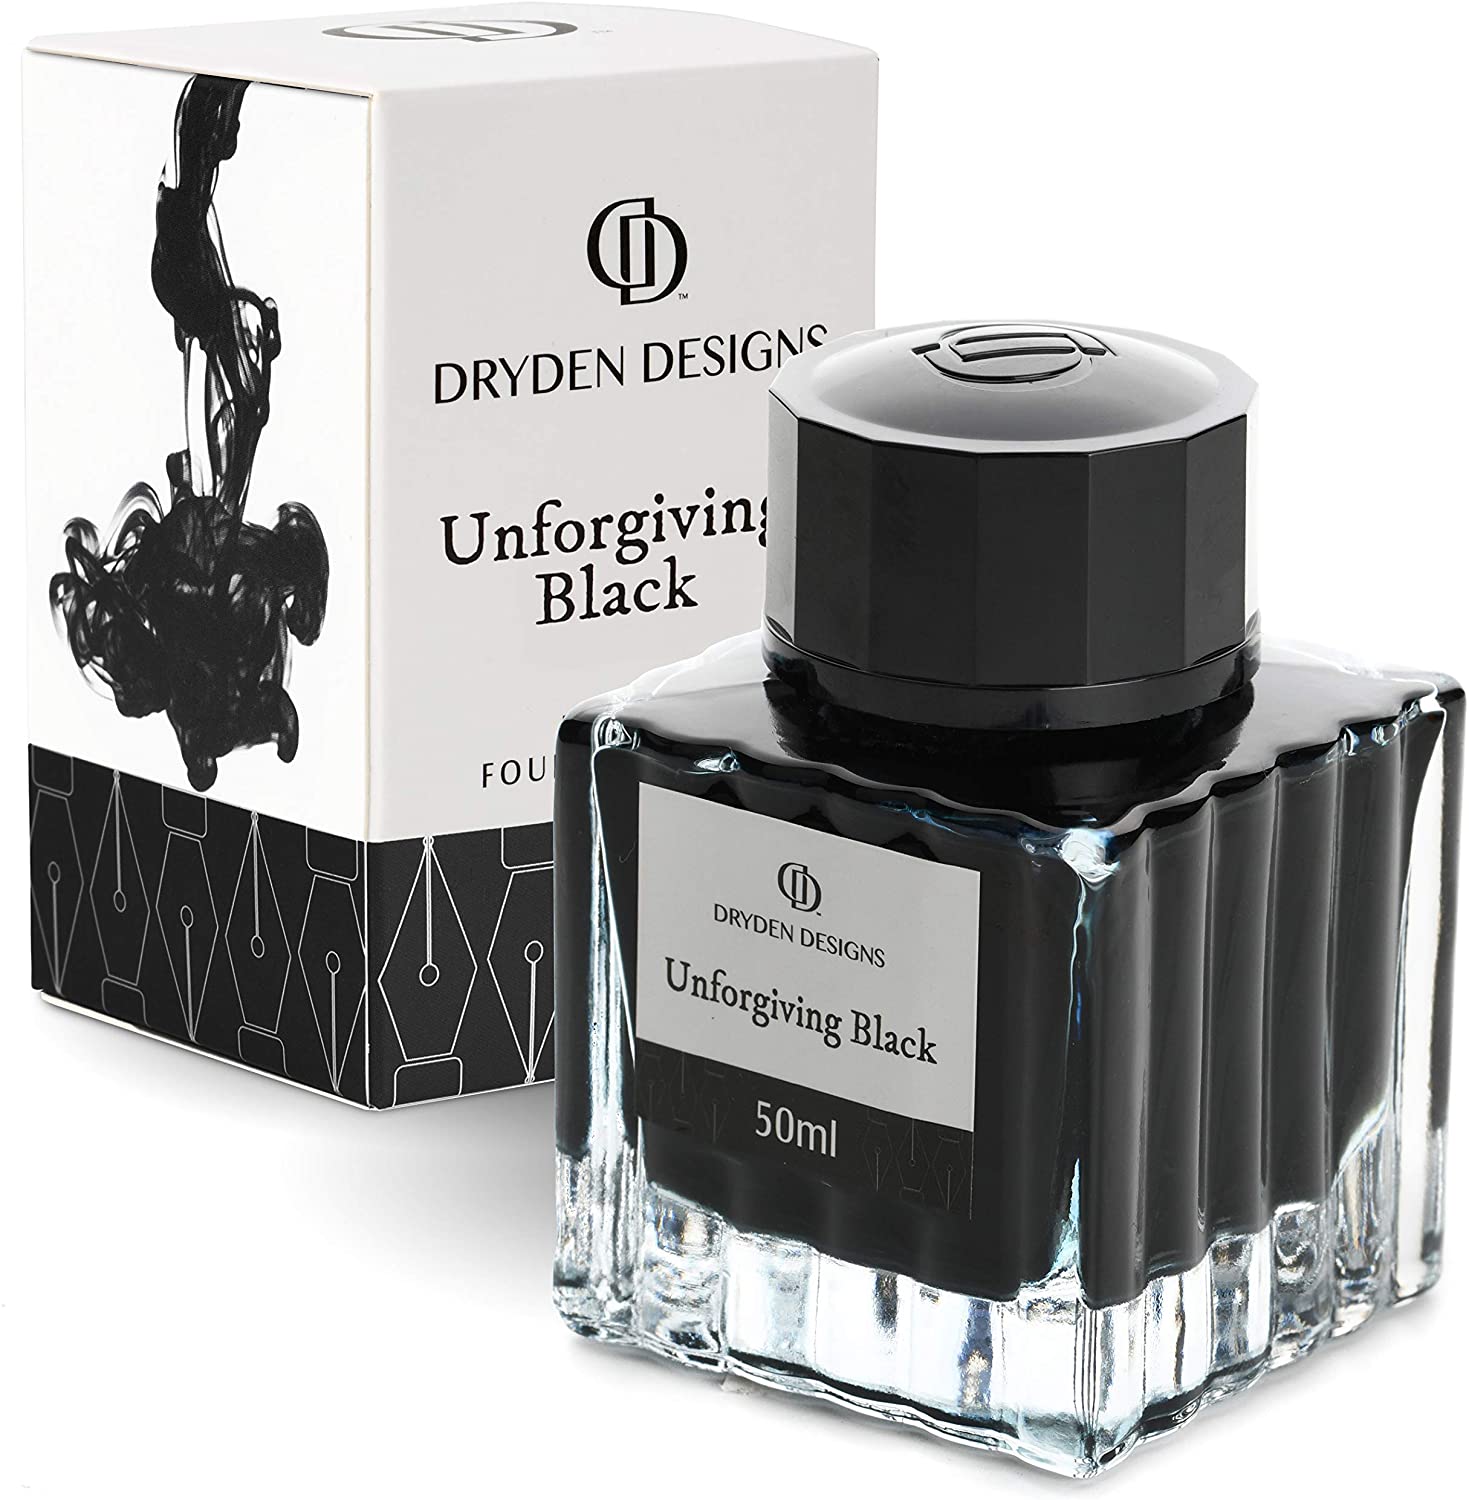 DRYDEN DESIGNS
Unforgiving
Black
FOU
DRYDEN DESIGNS
Unforgiving Black
50ml